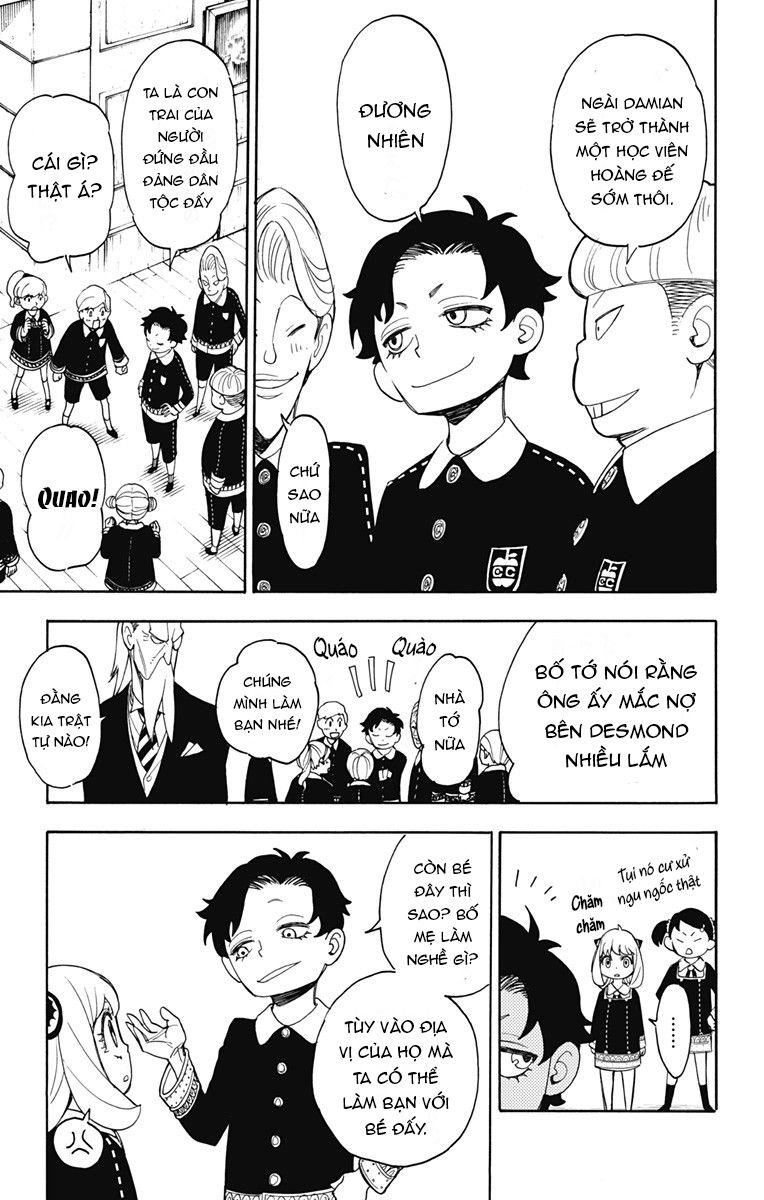 NGÀI DAMIAN
SẼ TRỞ THÀNH
MỘT HỌC VIÊN
HOÀNG ĐẾ
SỚM THÔI.
ĐƯƠNG
NHIÊN
CHỨ
SAO
NỮA
CC
TA LÀ CON
TRAI CỦA
NGƯỜI
ĐỨNG ĐẦU
ĐẢNG DÂN
TỘC ĐẤY
CÁI GÌ?
THẬT Á?
QUAO!
BỐ TỚ NÓI RẰNG
ÔNG ẤY MẮC NỢ
BÊN DESMOND
NHIỀU LẮM
NHÀ
TỚ
NỮA
Quào
Quáo
CHÚNG
MÌNH LÀM
BẠN NHÉ!
ĐẰNG
KIA TRẬT
TỰ NÀO!
Tụi nó cư xử
ngu ngốc thật
Chăm
chăm
......
CÒN BÉ
ĐÂY THÌ
SAO? BỐ
MẸ LÀM
NGHỀ GÌ?
TÙY VÀO ĐỊA
VỊ CỦA HỌ MÀ
TA CÓ THỂ
LÀM BẠN VỚI
BÉ ĐẤY.